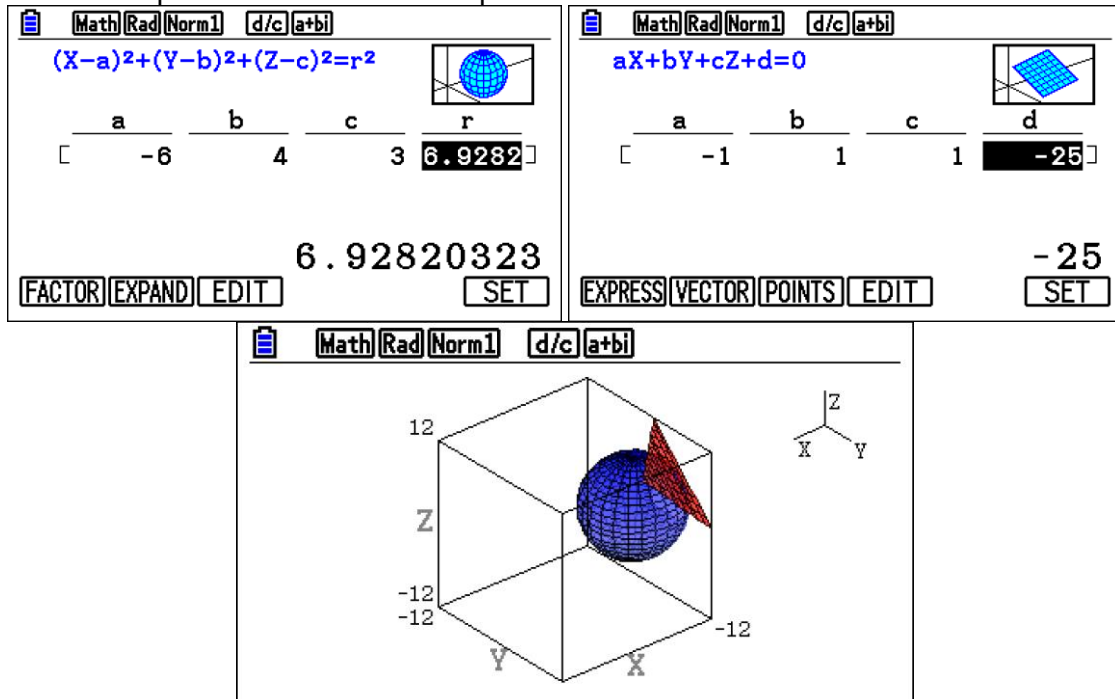 Math Rad Norm1 d/c a+bi
(X-a)²+(Y-b)²+(Z-c)²=r²
a b c r
[ -6 4 3 6.9282 ]
6.92820323
FACTOR EXPAND EDIT SET
Math Rad Norm1 d/c a+bi
aX+bY+cZ+d=0
a b c d
[ -1 1 1 -25 ]
-25
EXPRESS VECTOR POINTS EDIT SET
Math Rad Norm1 d/c a+bi
Z
X Y
12
Z
-12
-12
-12
Y X